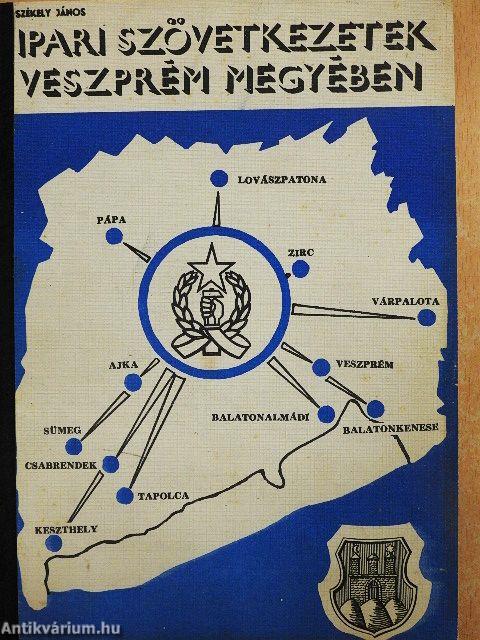 SZÉKELY JÁNOS
IPARI SZÖVETKEZETEK
VESZPRÉM MEGYÉBEN
LOVÁSZPATONA
PÁPA
ZIRC
VÁRPALOTA
AJKA
VESZPRÉM
BALATONALMÁDI
BALATONKENESE
SÜMEG
CSABRENDEK
TAPOLCA
KESZTHELY
Antikvárium.hu